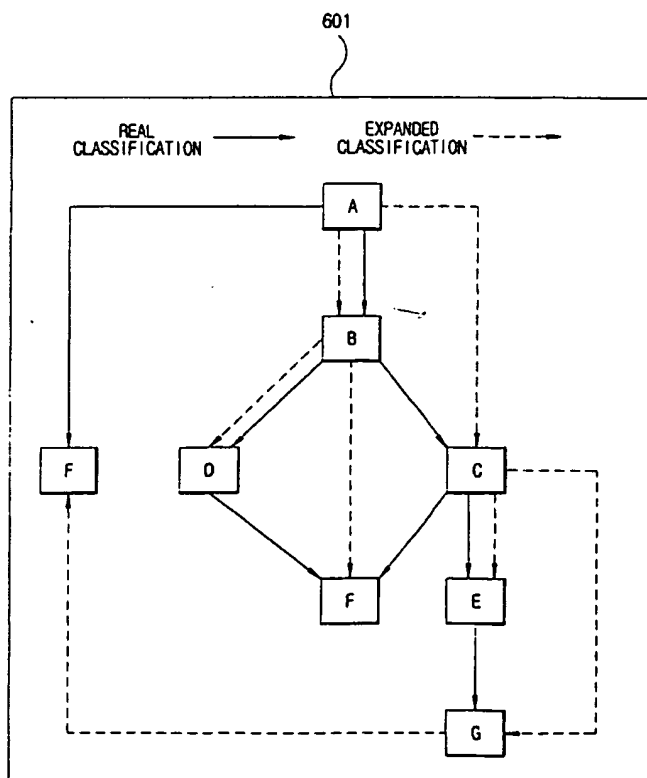 601
REAL
CLASSIFICATION
EXPANDED
CLASSIFICATION
A
B
F
D
C
F
E
G